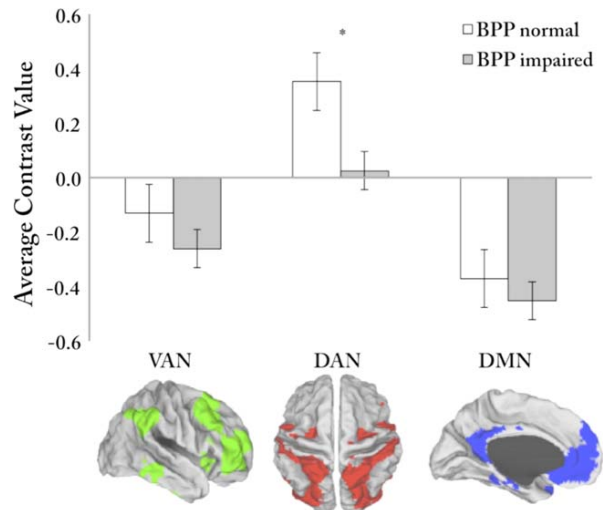 0.6
0.4
0.2
0.0
-0.2
-0.4
-0.6
Average Contrast Value
*
BPP normal
BPP impaired
VAN
DAN
DMN